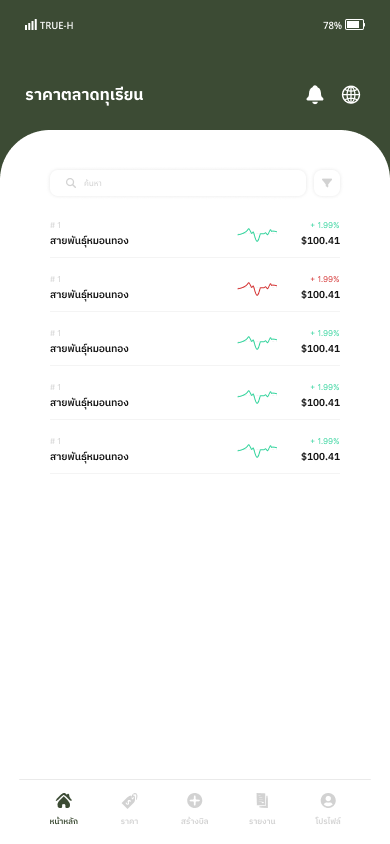 TRUE-H 78%
ราคาตลาดทุเรียน
ค้นหา
# 1 + 1.99%
สายพันธุ์หมอนทอง $100.41
# 1 + 1.99%
สายพันธุ์หมอนทอง $100.41
# 1 + 1.99%
สายพันธุ์หมอนทอง $100.41
# 1 + 1.99%
สายพันธุ์หมอนทอง $100.41
# 1 + 1.99%
สายพันธุ์หมอนทอง $100.41
หน้าหลัก ราคา สร้างบิล รายงาน โปรไฟล์